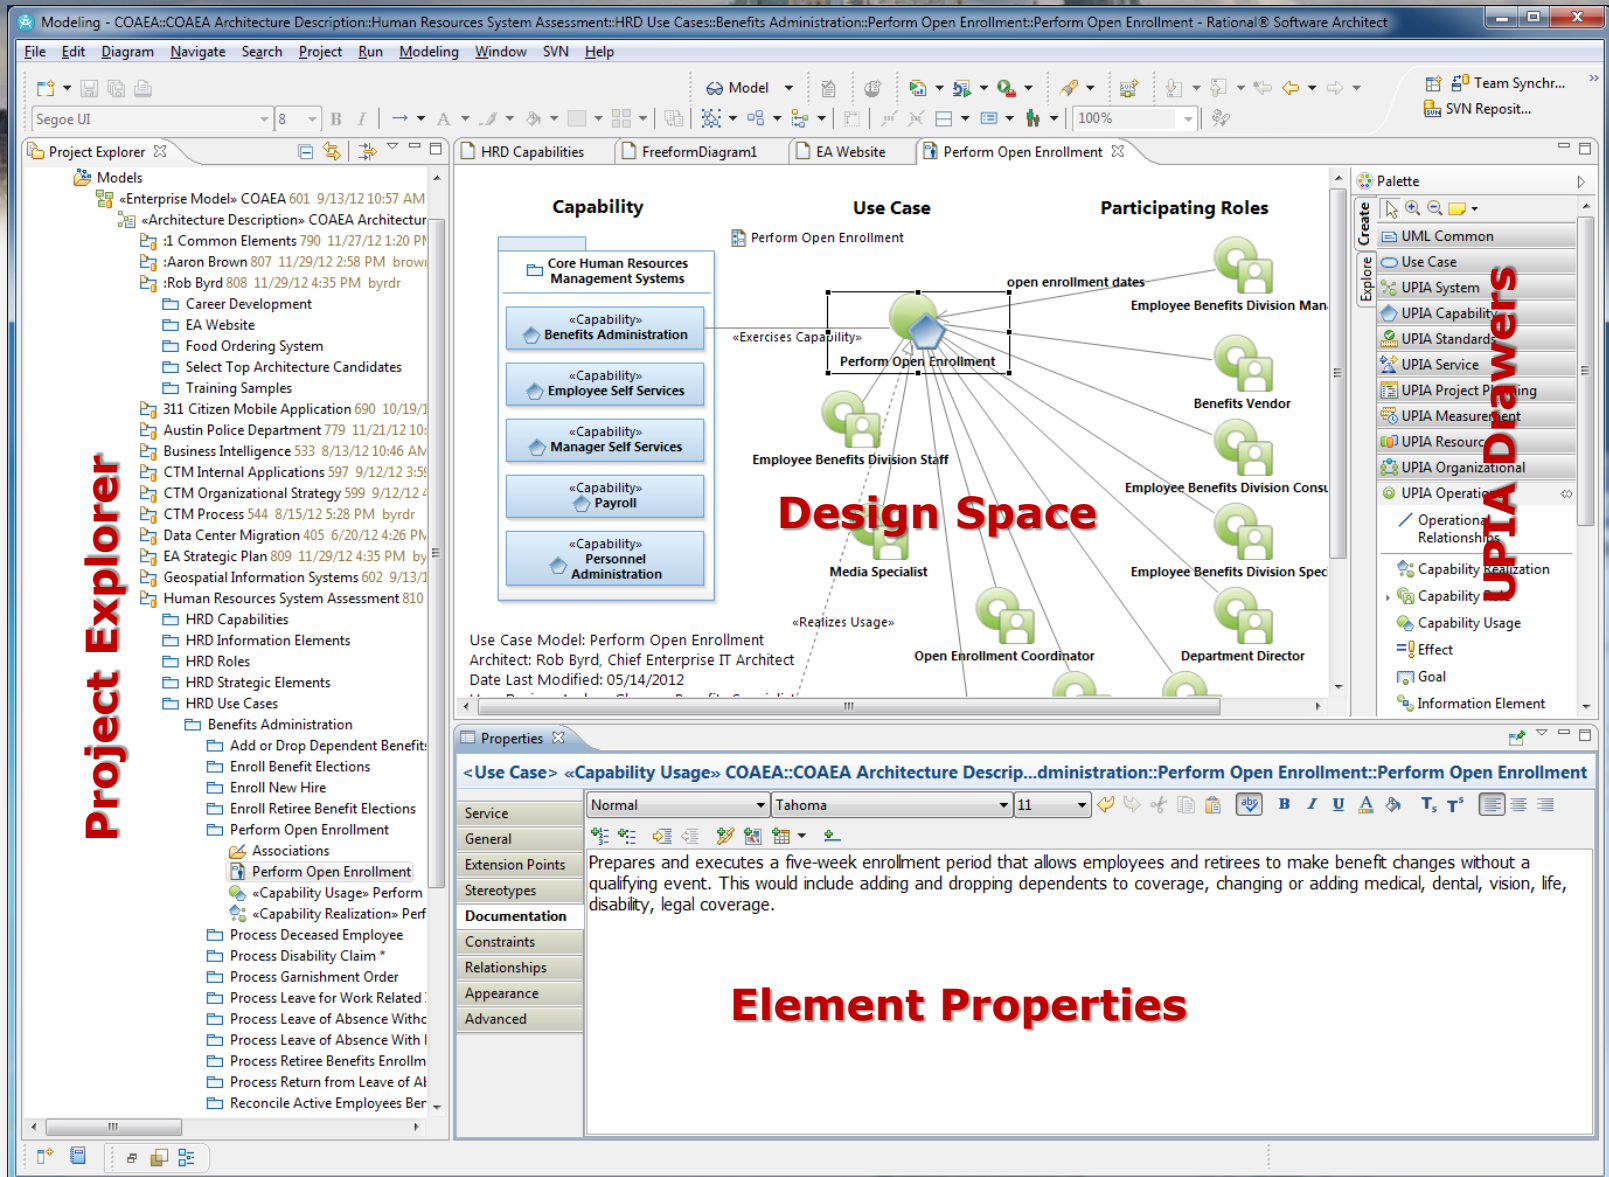 Modeling - COAEA::COAEA Architecture Description::Human Resources System Assessment::HRD Use Cases::Benefits Administration::Perform Open Enrollment::Perform Open Enrollment - Rational® Software Architect
File Edit Diagram Navigate Search Project Run Modeling Window SVN Help
Model
Team Synchr...
SVN Reposit...
Segoe UI
8
B I
A
100%
Project Explorer
Models
«Enterprise Model» COAEA 601 9/13/12 10:57 AM
«Architecture Description» COAEA Architectur
:1 Common Elements 790 11/27/12 1:20 PM
:Aaron Brown 807 11/29/12 2:58 PM brown
:Rob Byrd 808 11/29/12 4:35 PM byrdr
Career Development
EA Website
Food Ordering System
Select Top Architecture Candidates
Training Samples
311 Citizen Mobile Application 690 10/19/1
Austin Police Department 779 11/21/12 10:
Business Intelligence 533 8/13/12 10:46 AM
CTM Internal Applications 597 9/12/12 3:59
CTM Organizational Strategy 599 9/12/12 4
CTM Process 544 8/15/12 5:28 PM byrdr
Data Center Migration 405 6/20/12 4:26 PM
EA Strategic Plan 809 11/29/12 4:35 PM by
Geospatial Information Systems 602 9/13/1
Human Resources System Assessment 810
HRD Capabilities
HRD Information Elements
HRD Roles
HRD Strategic Elements
HRD Use Cases
Benefits Administration
Add or Drop Dependent Benefits
Enroll Benefit Elections
Enroll New Hire
Enroll Retiree Benefit Elections
Perform Open Enrollment
Associations
Perform Open Enrollment
«Capability Usage» Perform
«Capability Realization» Perf
Process Deceased Employee
Process Disability Claim *
Process Garnishment Order
Process Leave for Work Related
Process Leave of Absence Witho
Process Leave of Absence With
Process Retiree Benefits Enrollm
Process Return from Leave of Ab
Reconcile Active Employees Ben
Project Explorer
HRD Capabilities
FreeformDiagram1
EA Website
Perform Open Enrollment
Capability
Use Case
Participating Roles
Perform Open Enrollment
Core Human Resources
Management Systems
«Capability»
Benefits Administration
«Capability»
Employee Self Services
«Capability»
Manager Self Services
«Capability»
Payroll
«Capability»
Personnel
Administration
«Exercises Capability»
open enrollment dates
Perform Open Enrollment
Employee Benefits Division Man
Benefits Vendor
Employee Benefits Division Staff
Employee Benefits Division Consu
Design Space
Media Specialist
Employee Benefits Division Speci
«Realizes Usage»
Open Enrollment Coordinator
Department Director
Use Case Model: Perform Open Enrollment
Architect: Rob Byrd, Chief Enterprise IT Architect
Date Last Modified: 05/14/2012
Palette
Create
Explore
UML Common
Use Case
UPIA System
UPIA Capability
UPIA Standards
UPIA Service
UPIA Project Planning
UPIA Measurement
UPIA Resourc
UPIA Organizational
UPIA Operation
Operational
Relationships
Capability Realization
Capability Role
Capability Usage
Effect
Goal
Information Element
UPIA Drawers
Properties
<Use Case> «Capability Usage» COAEA::COAEA Architecture Descrip...dministration::Perform Open Enrollment::Perform Open Enrollment
Service
General
Extension Points
Stereotypes
Documentation
Constraints
Relationships
Appearance
Advanced
Normal
Tahoma
11
abc
B I U A
Prepares and executes a five-week enrollment period that allows employees and retirees to make benefit changes without a
qualifying event. This would include adding and dropping dependents to coverage, changing or adding medical, dental, vision, life,
disability, legal coverage.
Element Properties